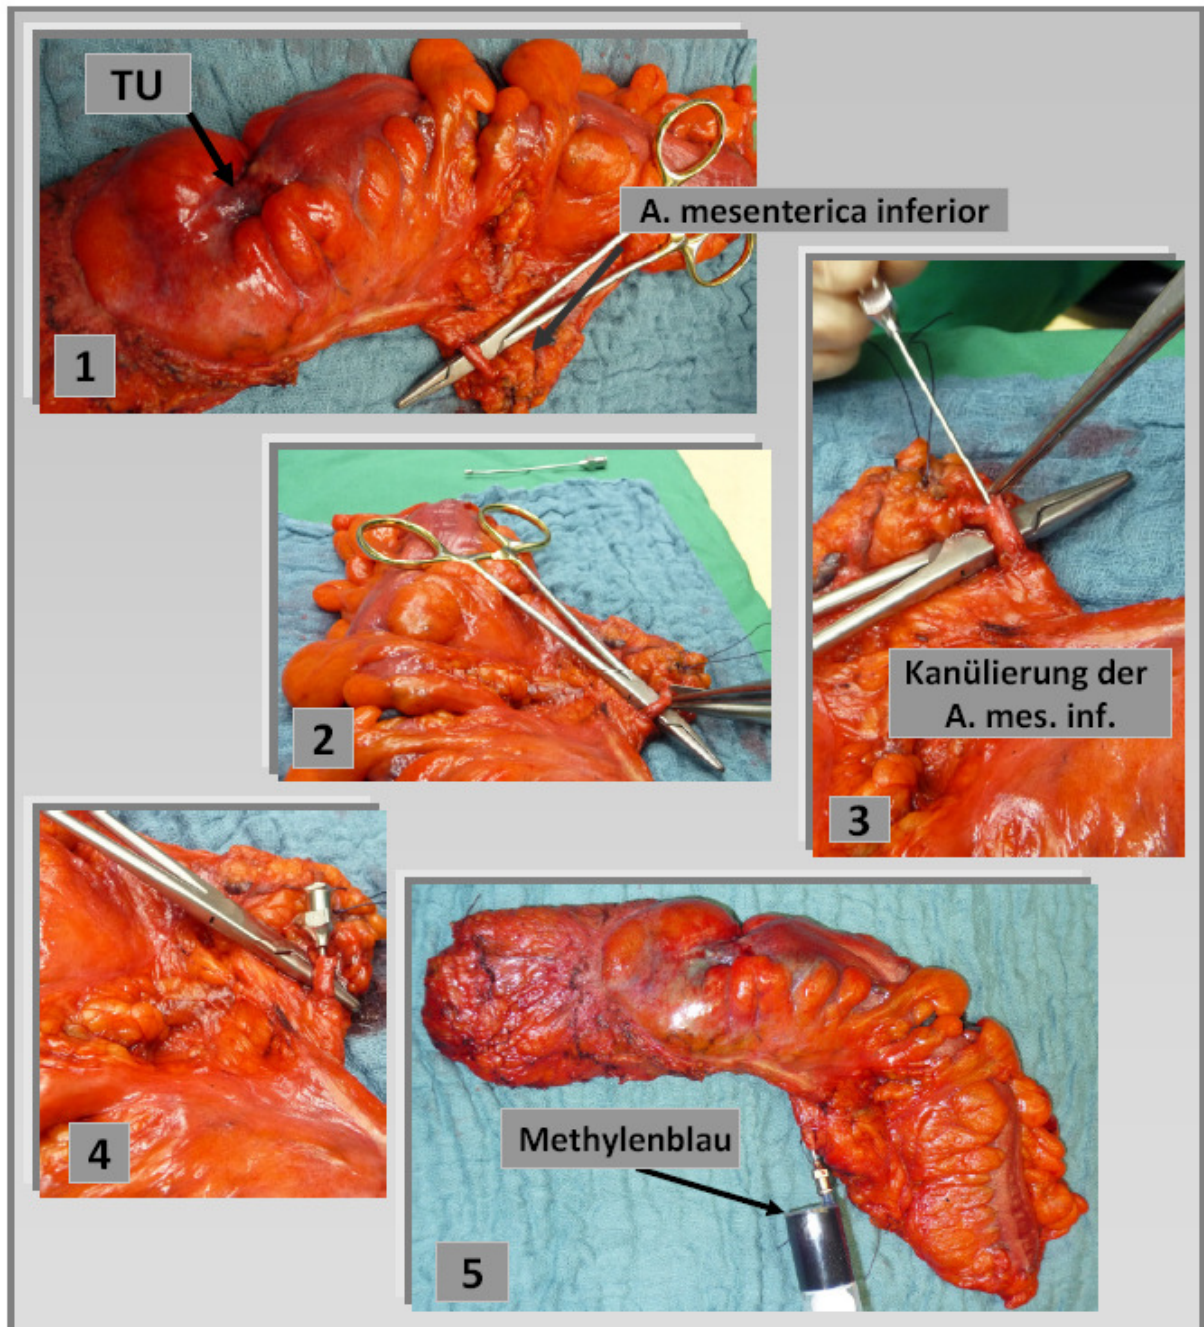 TU
A. mesenterica inferior
1
2
Kanülierung der
A. mes. inf.
3
4
Methylenblau
5